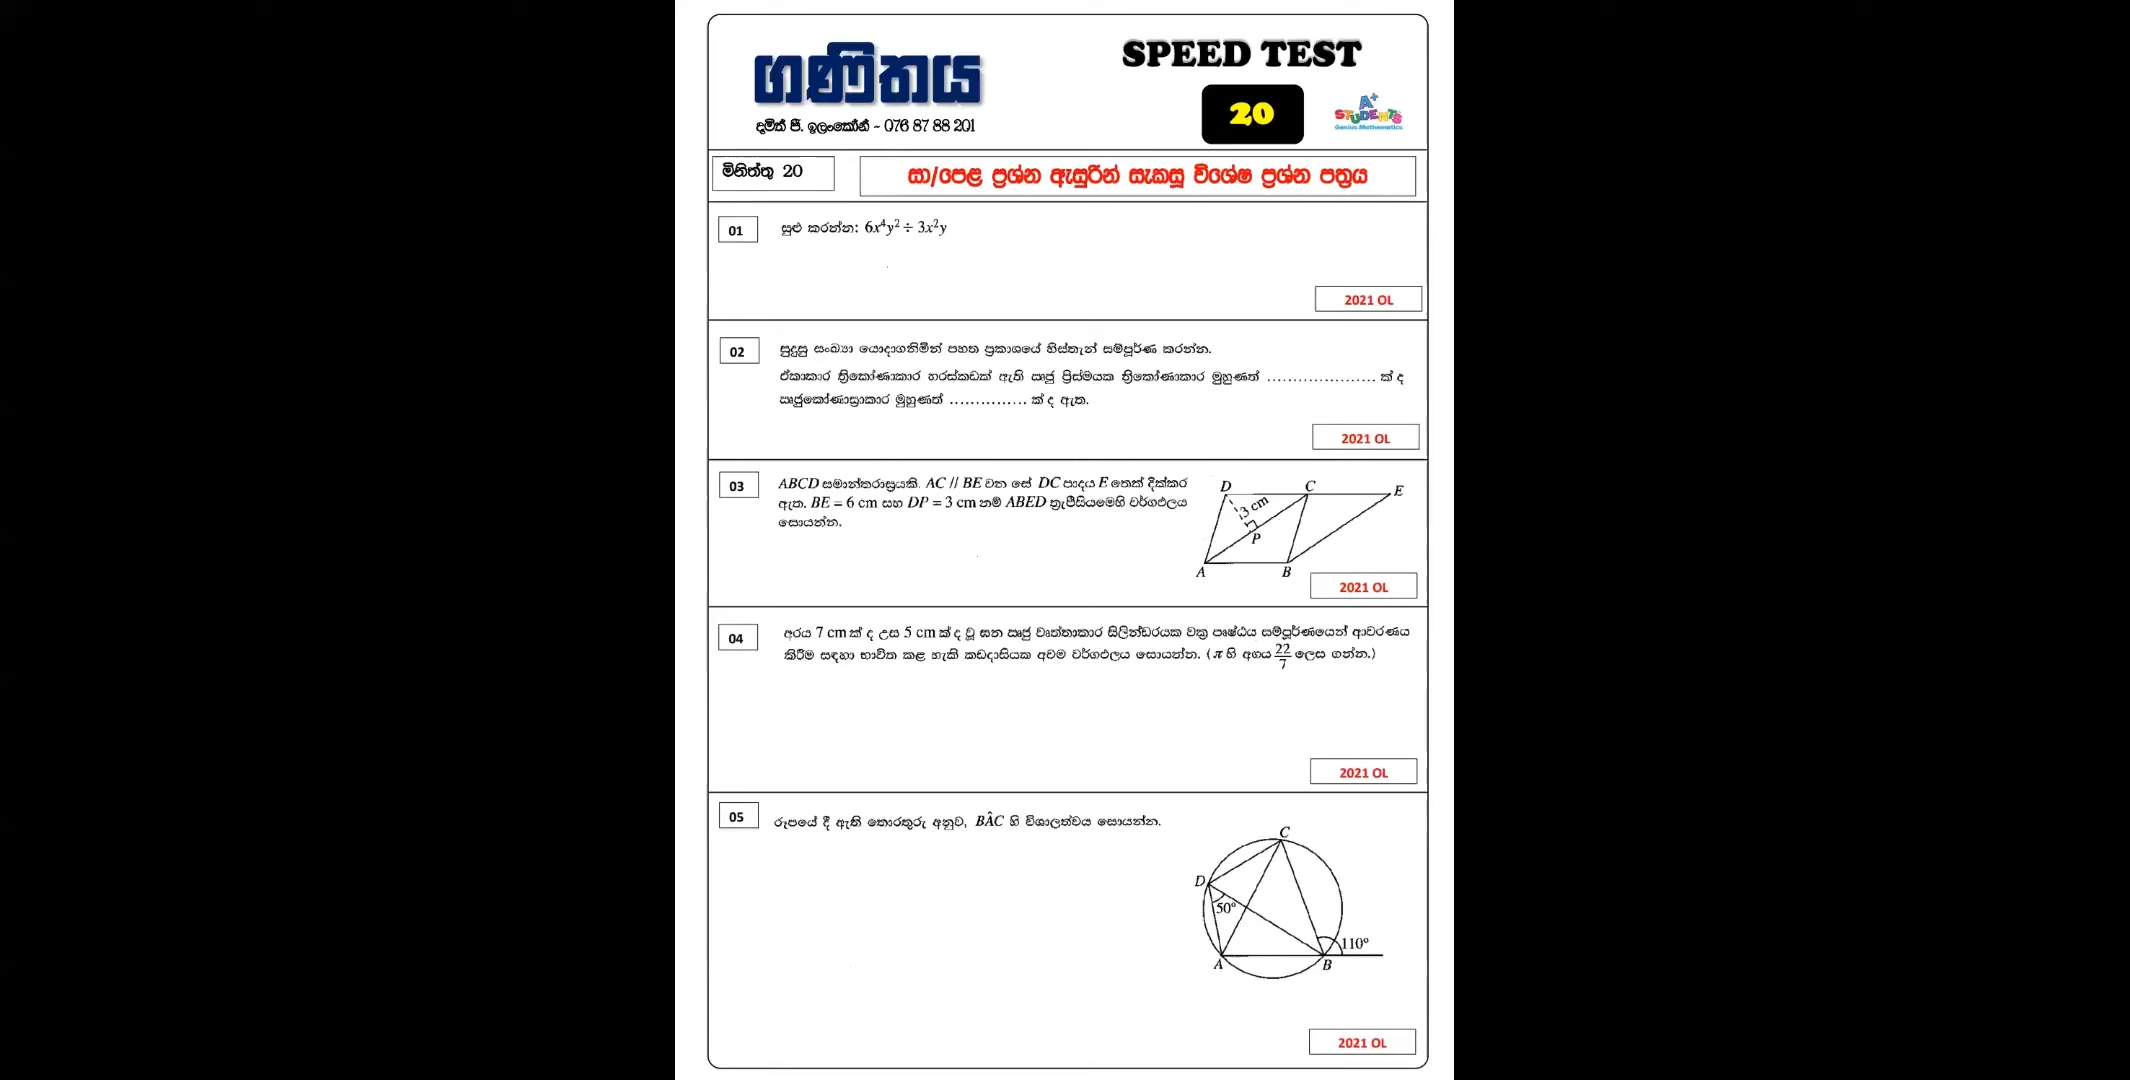 ගණිතය
SPEED TEST
20
දමිත් ජී. ඉලංකෝන් - 076 87 88 201
A+
STUDENTS
Genius Mathematics
මිනිත්තු 20
සා/පෙළ ප්‍රශ්න ඇසුරින් සැකසූ විශේෂ ප්‍රශ්න පත්‍රය
01
සුළු කරන්න: 6x⁴y² ÷ 3x²y
2021 OL
02
සුදුසු සංඛ්‍යා යොදාගනිමින් පහත ප්‍රකාශයේ හිස්තැන් සම්පූර්ණ කරන්න.
ඒකාකාර ත්‍රිකෝණාකාර හරස්කඩක් ඇති ඍජු ප්‍රිස්මයක ත්‍රිකෝණාකාර මුහුණත් ..................... ක් ද
ඍජුකෝණාස්‍රාකාර මුහුණත් ............... ක් ද ඇත.
2021 OL
03
ABCD සමාන්තරාස්‍රයකි. AC // BE වන සේ DC පාදය E තෙක් දික්කර
ඇත. BE = 6 cm සහ DP = 3 cm නම් ABED ත්‍රැපීසියමෙහි වර්ගඵලය
සොයන්න.
D
C
E
3 cm
P
A
B
2021 OL
04
අරය 7 cm ක් ද උස 5 cm ක් ද වූ ඝන ඍජු වෘත්තාකාර සිලින්ඩරයක වක්‍ර පෘෂ්ඨය සම්පූර්ණයෙන් ආවරණය
කිරීම සඳහා භාවිත කළ හැකි කඩදාසියක අවම වර්ගඵලය සොයන්න. (π හි අගය 22/7 ලෙස ගන්න.)
2021 OL
05
රූපයේ දී ඇති තොරතුරු අනුව, BÂC හි විශාලත්වය සොයන්න.
C
D
50°
110°
A
B
2021 OL